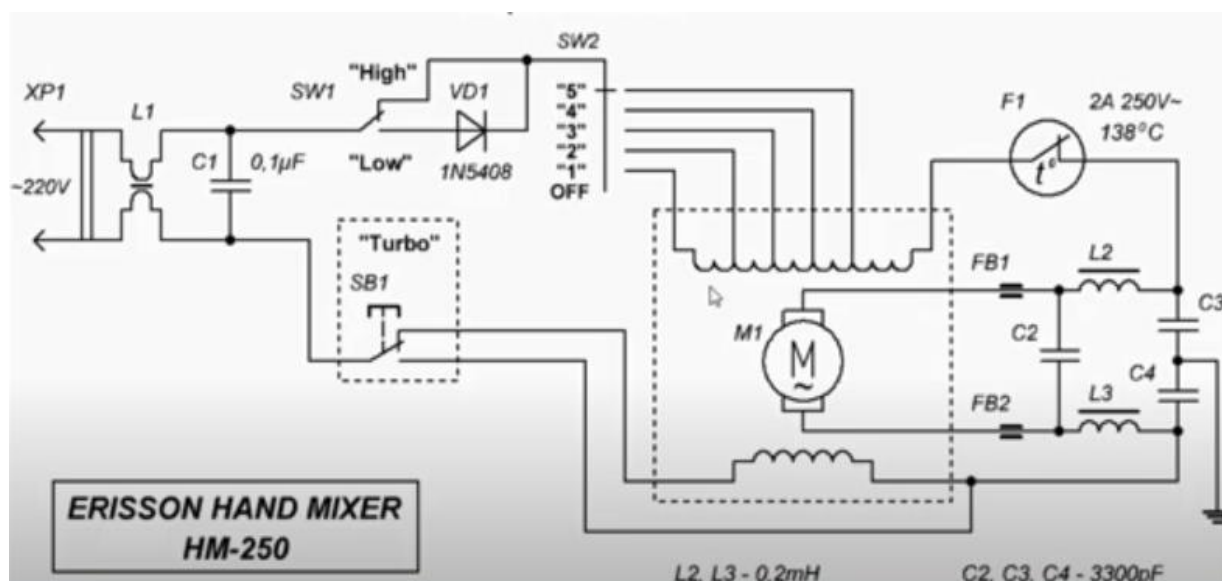 XP1
L1
~220V
C1
0,1µF
SW1
"High"
"Low"
VD1
1N5408
SW2
"5"
"4"
"3"
"2"
"1"
OFF
F1
2A 250V~
138°C
t°
"Turbo"
SB1
M1
M
~
FB1
L2
C3
C2
C4
FB2
L3
ERISSON HAND MIXER
HM-250
L2, L3 - 0,2mH
C2, C3, C4 - 3300pF